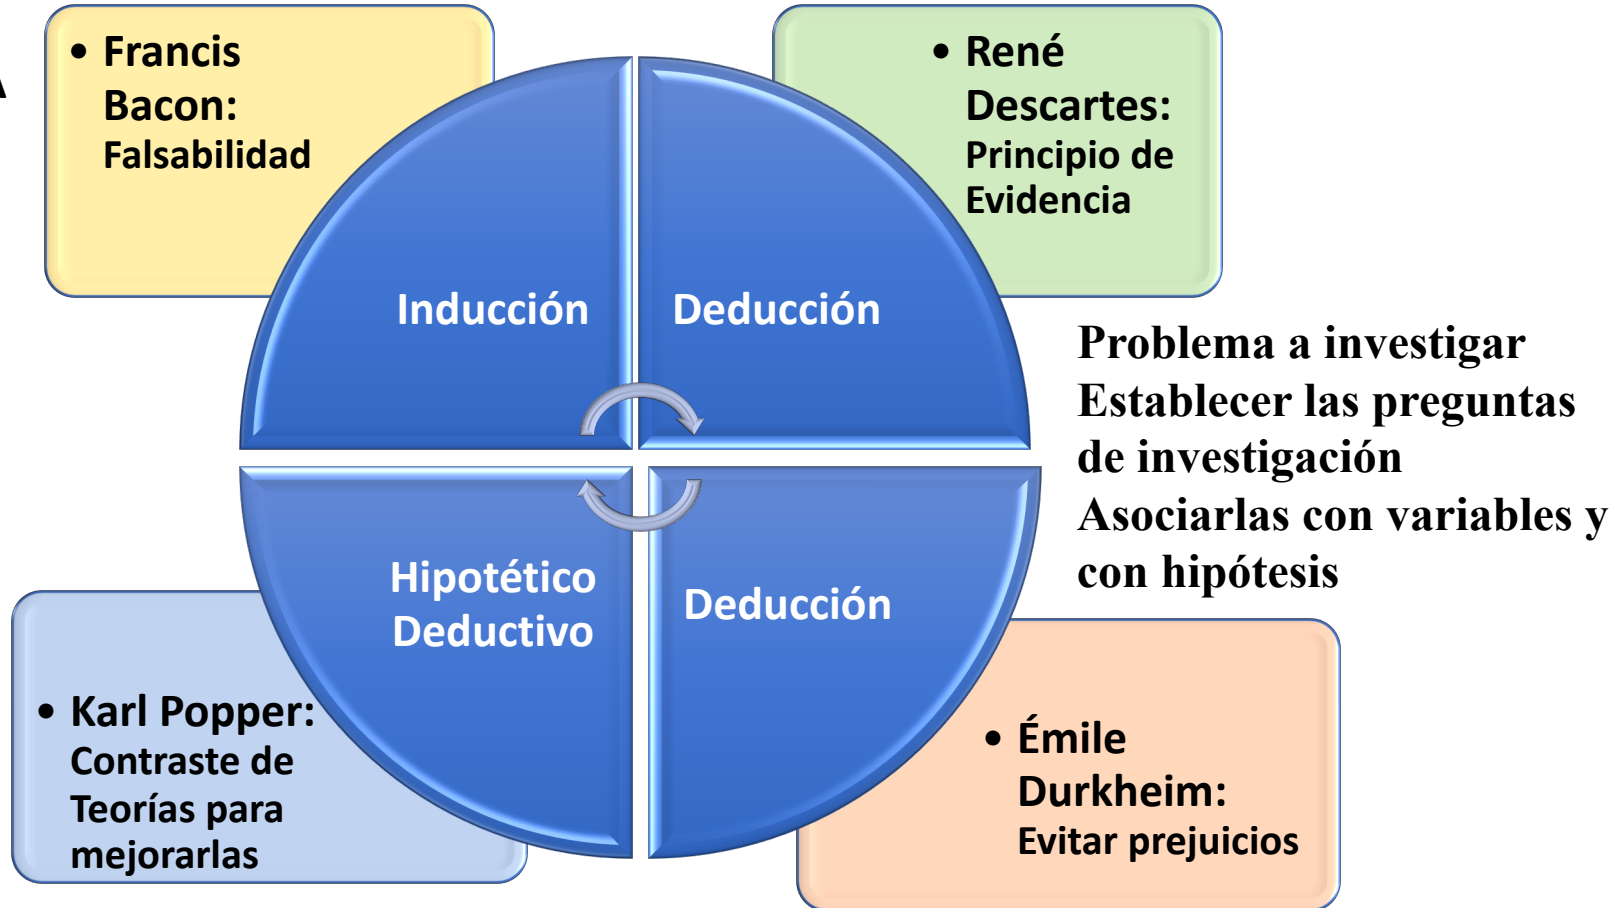 A
• Francis
Bacon:
Falsabilidad
• René
Descartes:
Principio de
Evidencia
Inducción
Deducción
Problema a investigar
Establecer las preguntas
de investigación
Asociarlas con variables y
con hipótesis
Hipotético
Deductivo
Deducción
• Karl Popper:
Contraste de
Teorías para
mejorarlas
• Émile
Durkheim:
Evitar prejuicios